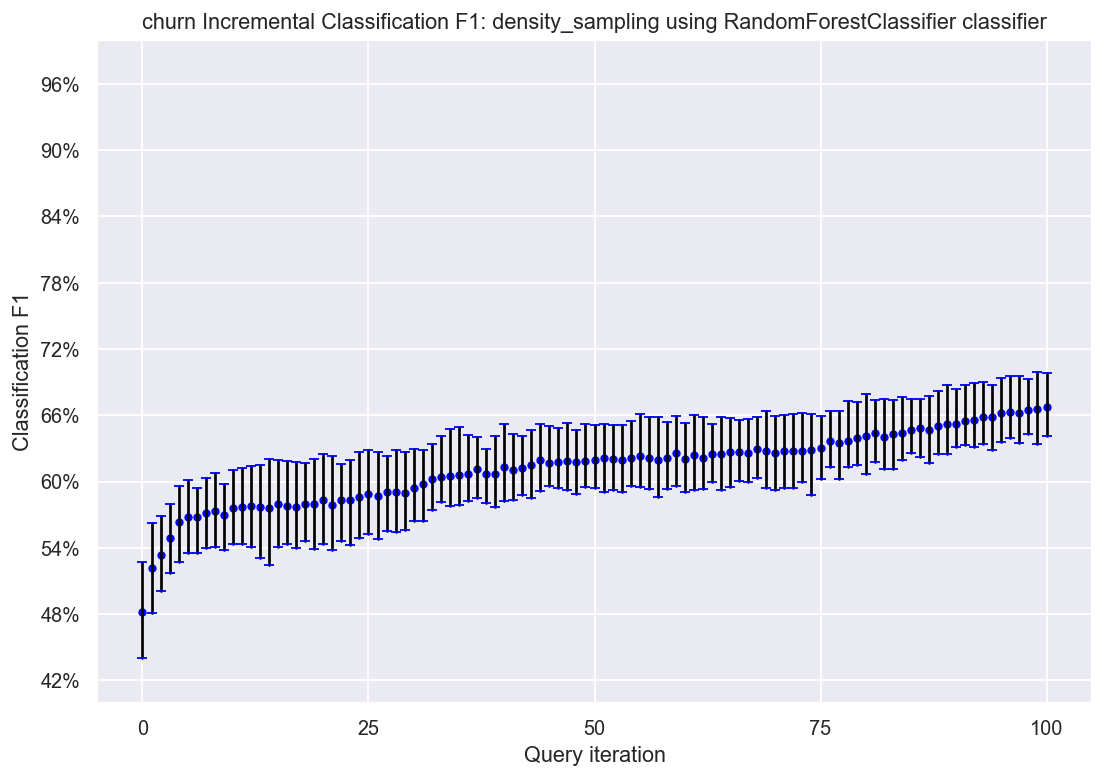 churn Incremental Classification F1: density_sampling using RandomForestClassifier classifier
96%
90%
84%
78%
72%
66%
60%
54%
48%
42%
Classification F1
0 25 50 75 100
Query iteration